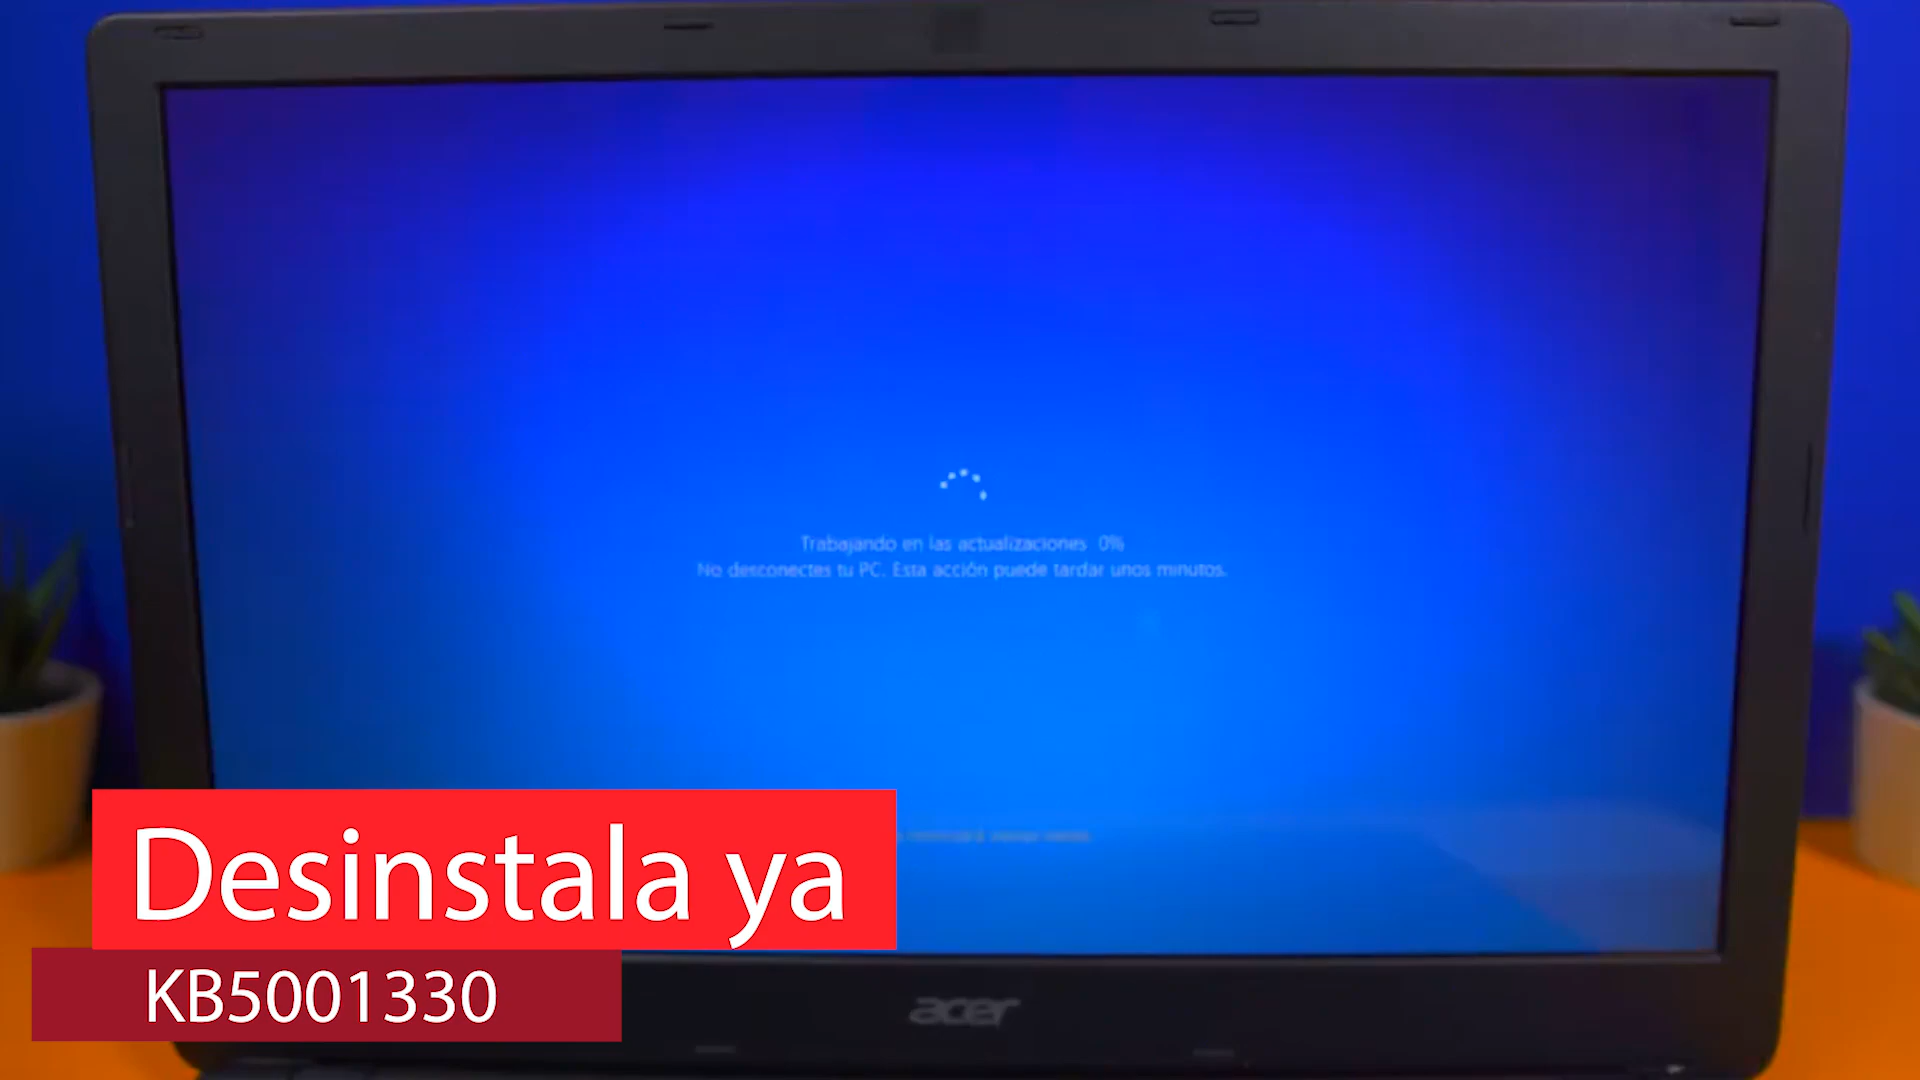 Trabajando en las actualizaciones 0%
No desconectes tu PC. Esta acción puede tardar unos minutos.
Desinstala ya
KB5001330
acer